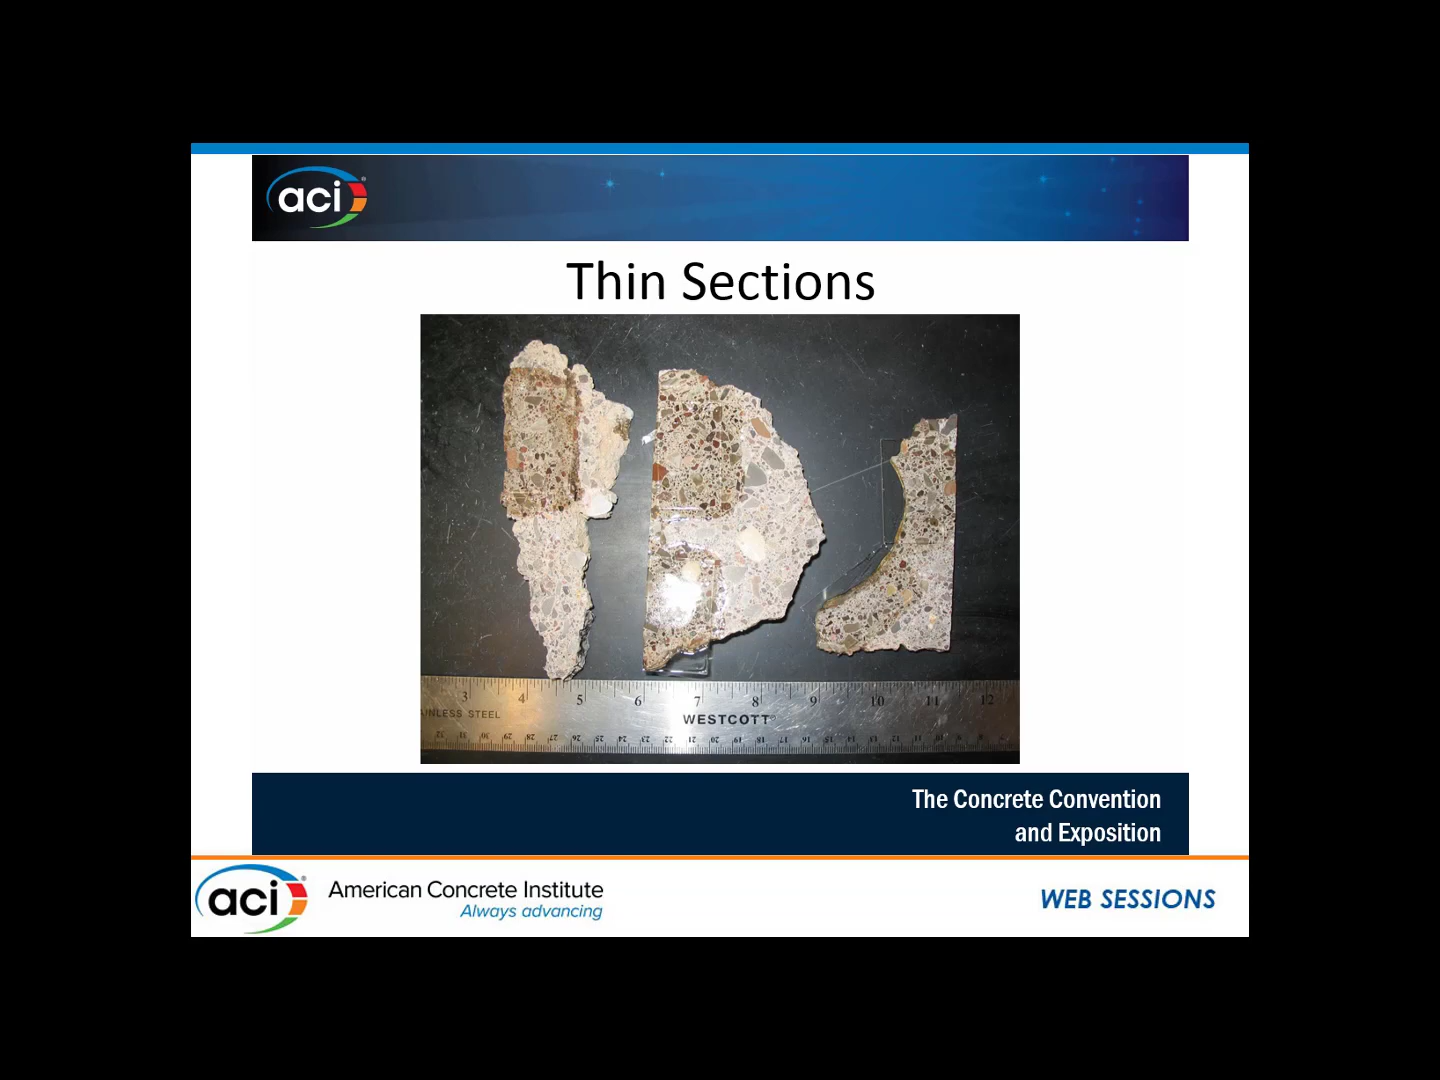 aci
Thin Sections
3 4 5 6 7 8 9 10 11 12
STEEL
WESTCOTT
The Concrete Convention
and Exposition
aci
American Concrete Institute
Always advancing
WEB SESSIONS